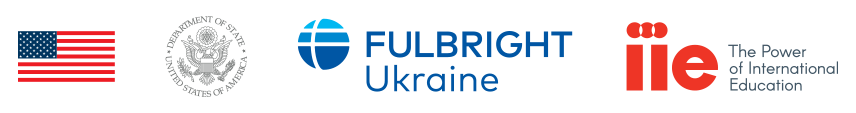 DEPARTMENT OF STATE
UNITED STATES OF AMERICA
FULBRIGHT
Ukraine
iie
The Power
of International
Education